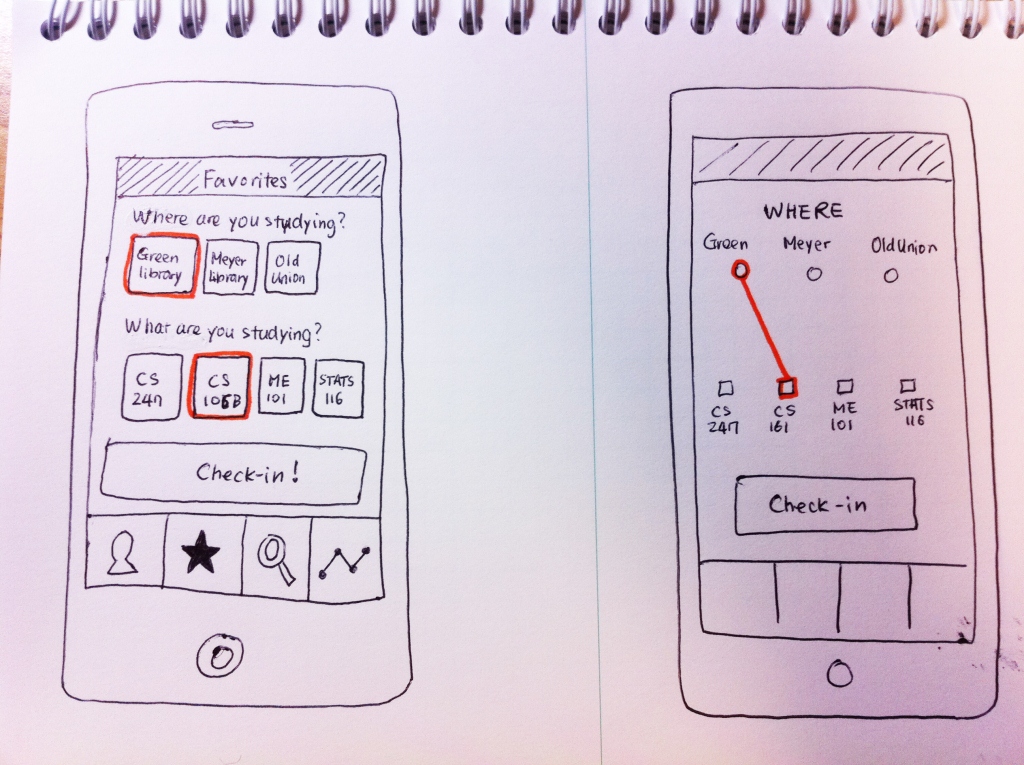 Favorites
Where are you studying?
Green
library
Meyer
library
Old
Union
What are you studying?
CS
247
CS
106B
ME
101
STATS
116
Check-in!
WHERE
Green
Meyer
Old Union
CS
247
CS
161
ME
101
STATS
116
Check-in